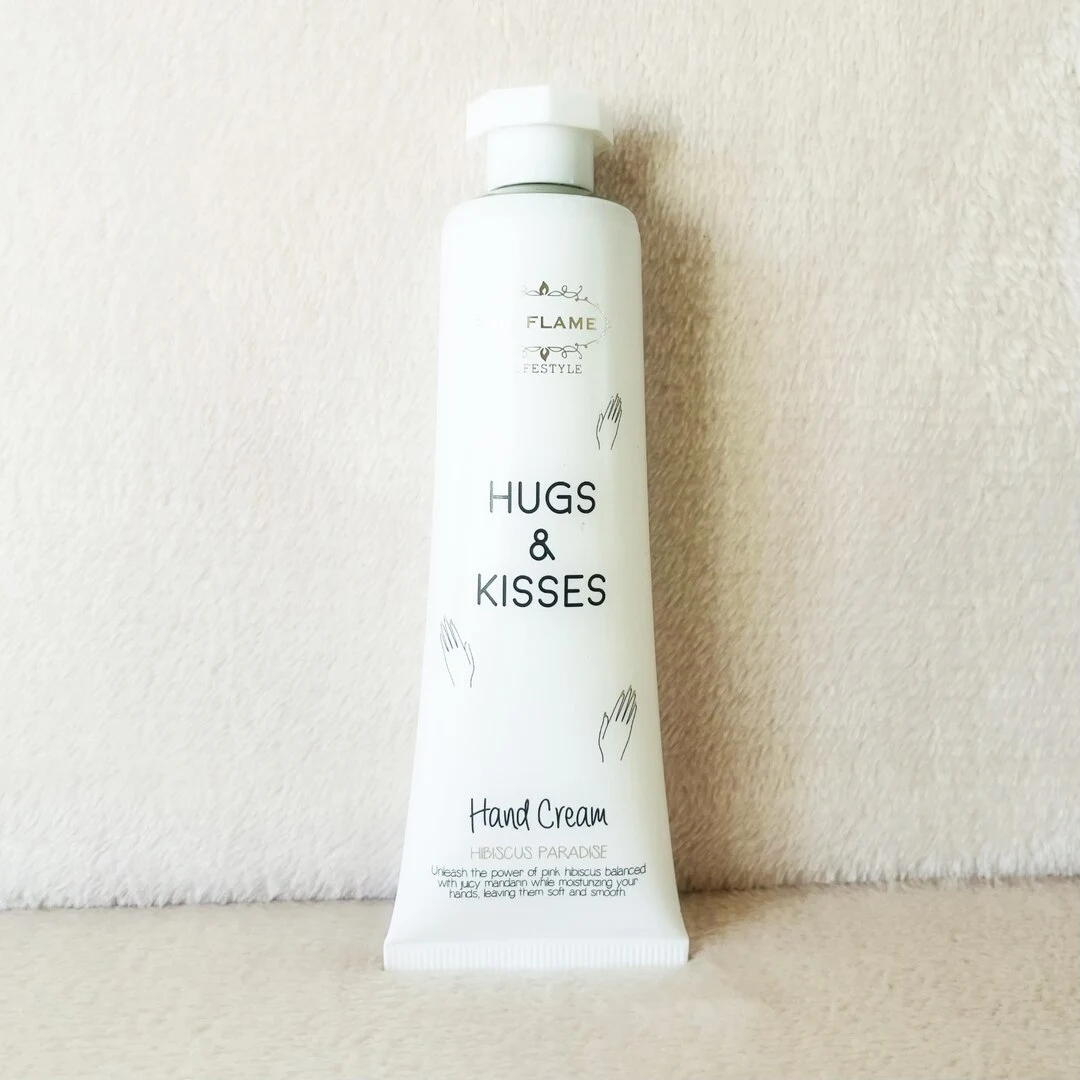 FLAME
HUGS
&
KISSES
Hand Cream
HIBISCUS PARADISE
Unleash the power of pink hibiscus balanced
with juicy mandarin while moisturizing your
hands, leaving them soft and smooth.